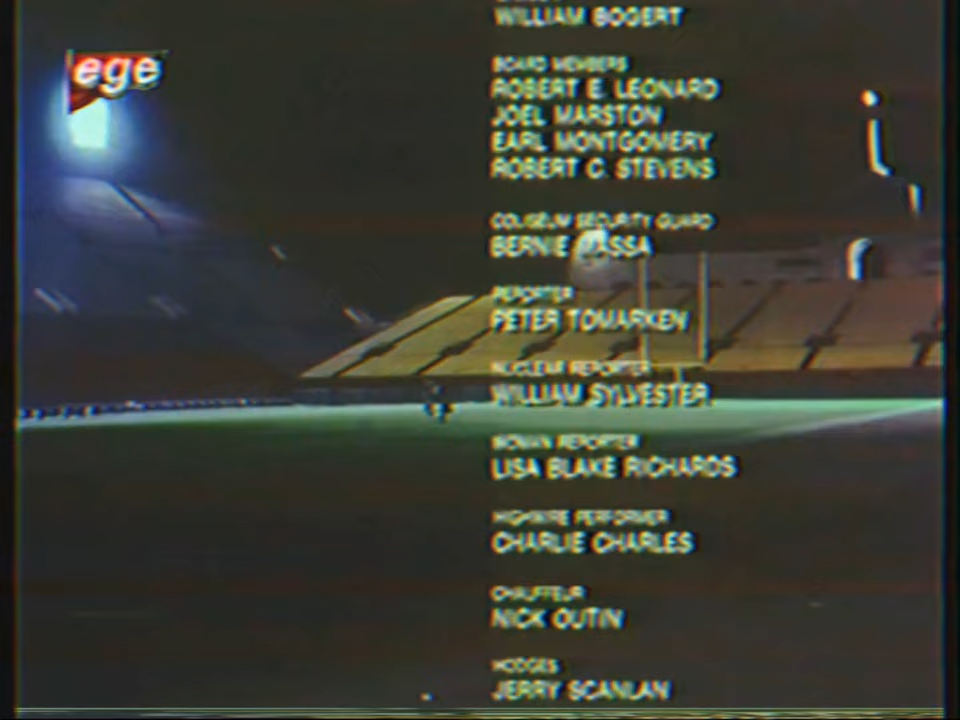 WILLIAM BOGERT
ege
BOARD MEMBERS
ROBERT E. LEONARD
JOEL MARSTON
EARL MONTGOMERY
ROBERT C. STEVENS
COLISEUM SECURITY GUARD
BERNIE MASSA
REPORTER
PETER TOMARKEN
NUCLEAR REPORTER
WILLIAM SYLVESTER
WOMAN REPORTER
LISA BLAKE RICHARDS
HIGHWIRE PERFORMER
CHARLIE CHARLES
CHAUFFEUR
NICK OUTIN
HODGES
JERRY SCANLAN